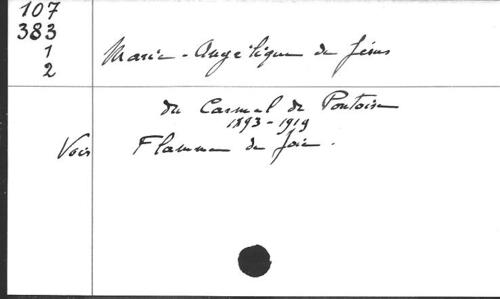 107
383
1
2
Marie-Angélique de Jésus
du Carmel de Pontoise
1893-1919
Voir Flamme de joie.